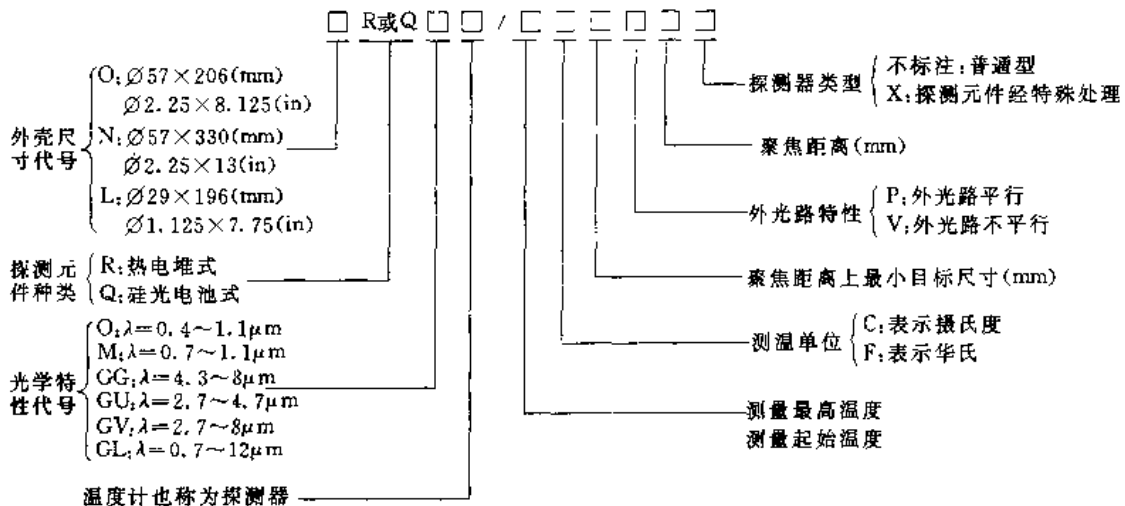 □ R或Q □ □ / □ □ □ □ □ □
外壳尺
寸代号
O:∅57×206(mm)
∅2.25×8.125(in)
N:∅57×330(mm)
∅2.25×13(in)
L:∅29×196(mm)
∅1.125×7.75(in)
探测元
件种类
R:热电堆式
Q:硅光电池式
光学特
性代号
O:λ=0.4~1.1μm
M:λ=0.7~1.1μm
GG:λ=4.3~8μm
GU:λ=2.7~4.7μm
GV:λ=2.7~8μm
GL:λ=0.7~12μm
温度计也称为探测器
探测器类型
不标注:普通型
X:探测元件经特殊处理
聚焦距离(mm)
外光路特性
P:外光路平行
V:外光路不平行
聚焦距离上最小目标尺寸(mm)
测温单位
C:表示摄氏度
F:表示华氏
测量最高温度
测量起始温度